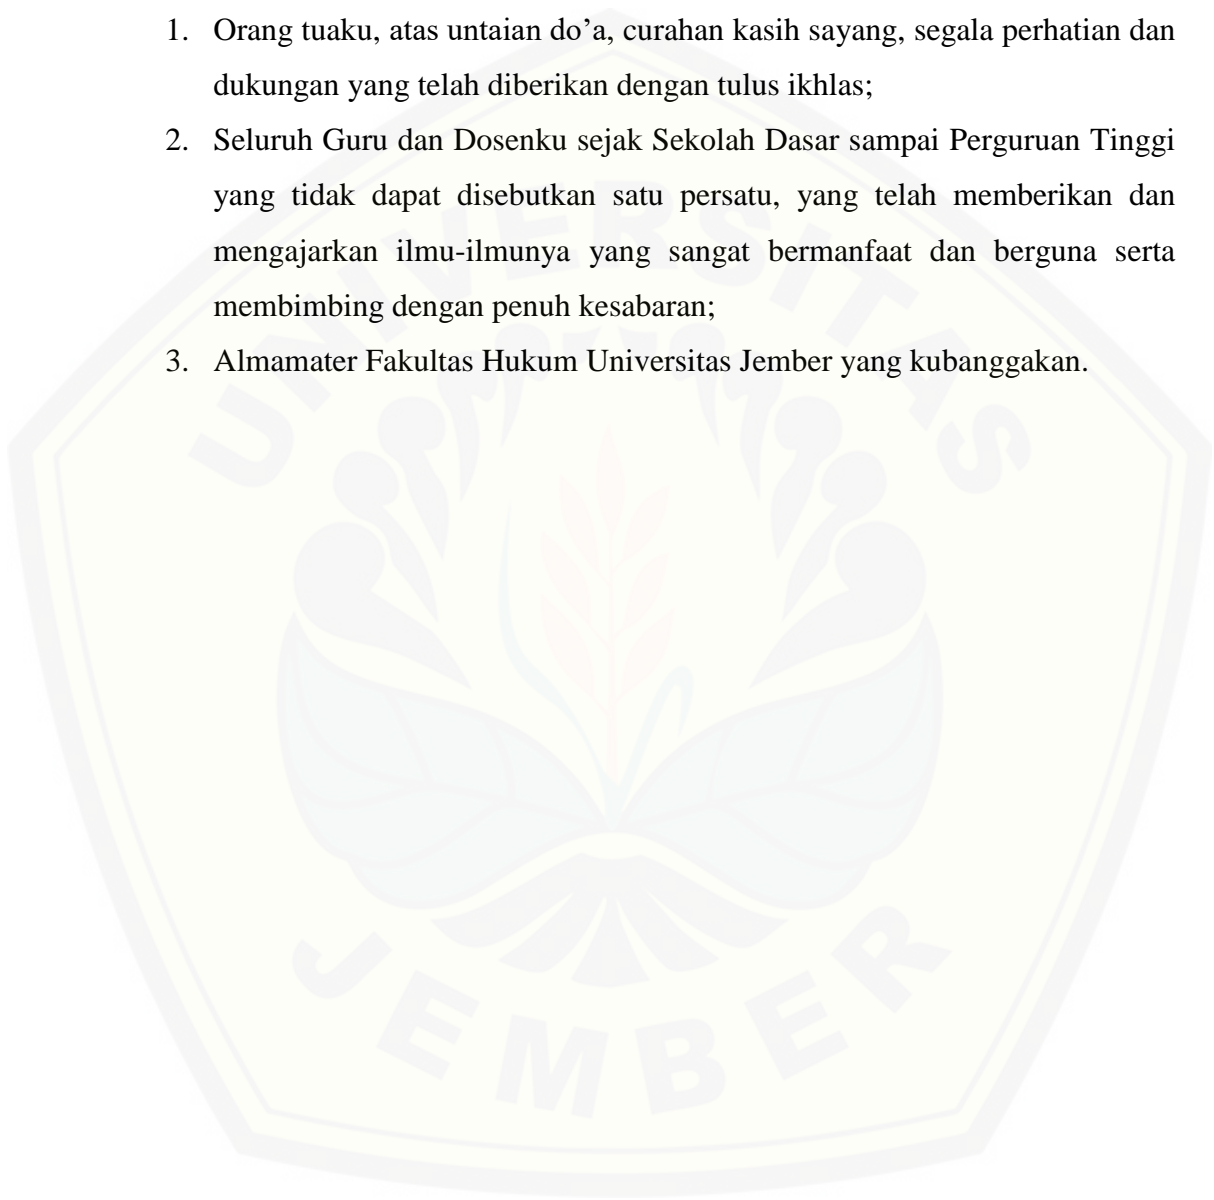 1. Orang tuaku, atas untaian do’a, curahan kasih sayang, segala perhatian dan
dukungan yang telah diberikan dengan tulus ikhlas;
2. Seluruh Guru dan Dosenku sejak Sekolah Dasar sampai Perguruan Tinggi
yang tidak dapat disebutkan satu persatu, yang telah memberikan dan
mengajarkan ilmu-ilmunya yang sangat bermanfaat dan berguna serta
membimbing dengan penuh kesabaran;
3. Almamater Fakultas Hukum Universitas Jember yang kubanggakan.
UNIVERSITAS
JEMBER